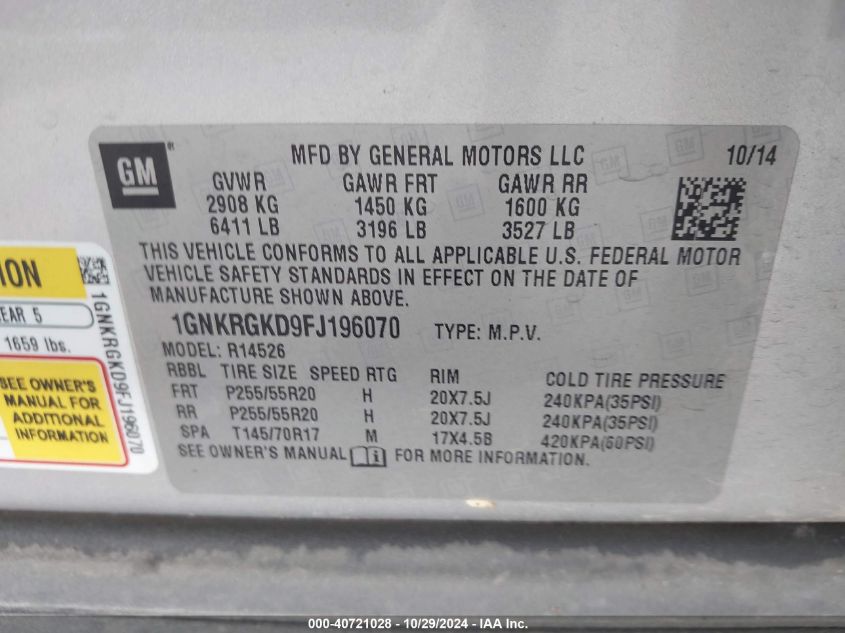 GM
MFD BY GENERAL MOTORS LLC 10/14
GVWR GAWR FRT GAWR RR
2908 KG 1450 KG 1600 KG
6411 LB 3196 LB 3527 LB
THIS VEHICLE CONFORMS TO ALL APPLICABLE U.S. FEDERAL MOTOR
VEHICLE SAFETY STANDARDS IN EFFECT ON THE DATE OF
MANUFACTURE SHOWN ABOVE.
1GNKRGKD9FJ196070 TYPE: M.P.V.
MODEL: R14526
RBBL TIRE SIZE SPEED RTG RIM COLD TIRE PRESSURE
FRT P255/55R20 H 20X7.5J 240KPA(35PSI)
RR P255/55R20 H 20X7.5J 240KPA(35PSI)
SPA T145/70R17 M 17X4.5B 420KPA(60PSI)
SEE OWNER'S MANUAL FOR MORE INFORMATION.
5
1659 lbs.
SEE OWNER'S
MANUAL FOR
ADDITIONAL
INFORMATION
1GNKRGKD9FJ196070
000-40721028 - 10/29/2024 - IAA Inc.